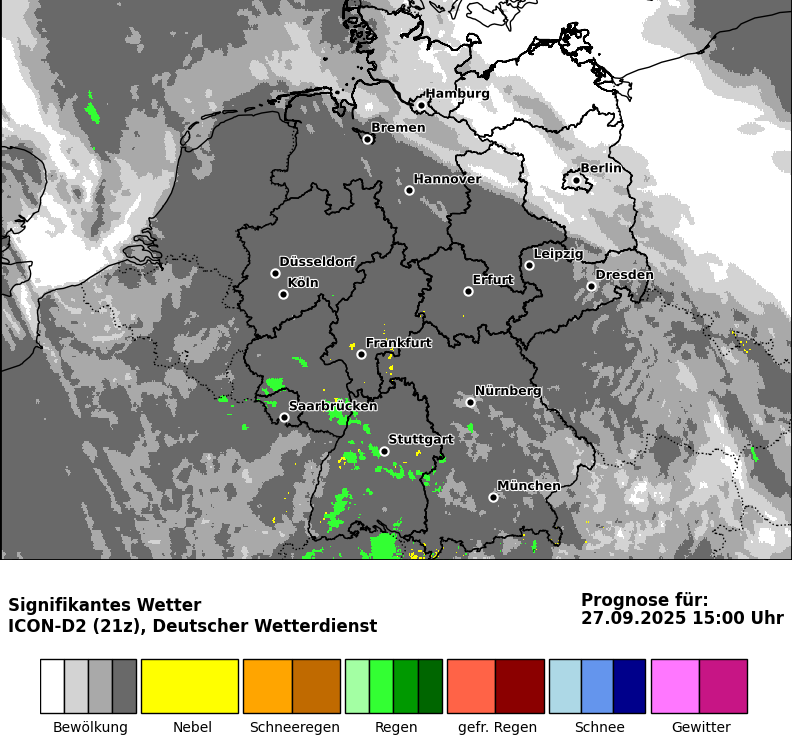 Hamburg
Bremen
Berlin
Hannover
Düsseldorf
Leipzig
Köln
Erfurt
Dresden
Frankfurt
Nürnberg
Saarbrücken
Stuttgart
München
Signifikantes Wetter
ICON-D2 (21z), Deutscher Wetterdienst
Prognose für:
27.09.2025 15:00 Uhr
Bewölkung
Nebel
Schneeregen
Regen
gefr. Regen
Schnee
Gewitter